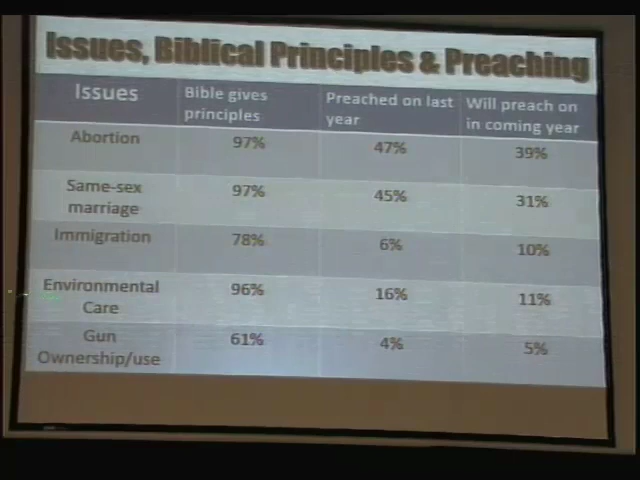 Issues, Biblical Principles & Preaching
Issues
Bible gives
principles
Preached on last
year
Will preach on
in coming year
Abortion
97%
47%
39%
Same-sex
marriage
97%
45%
31%
Immigration
78%
6%
10%
Environmental
Care
96%
16%
11%
Gun
Ownership/use
61%
4%
5%